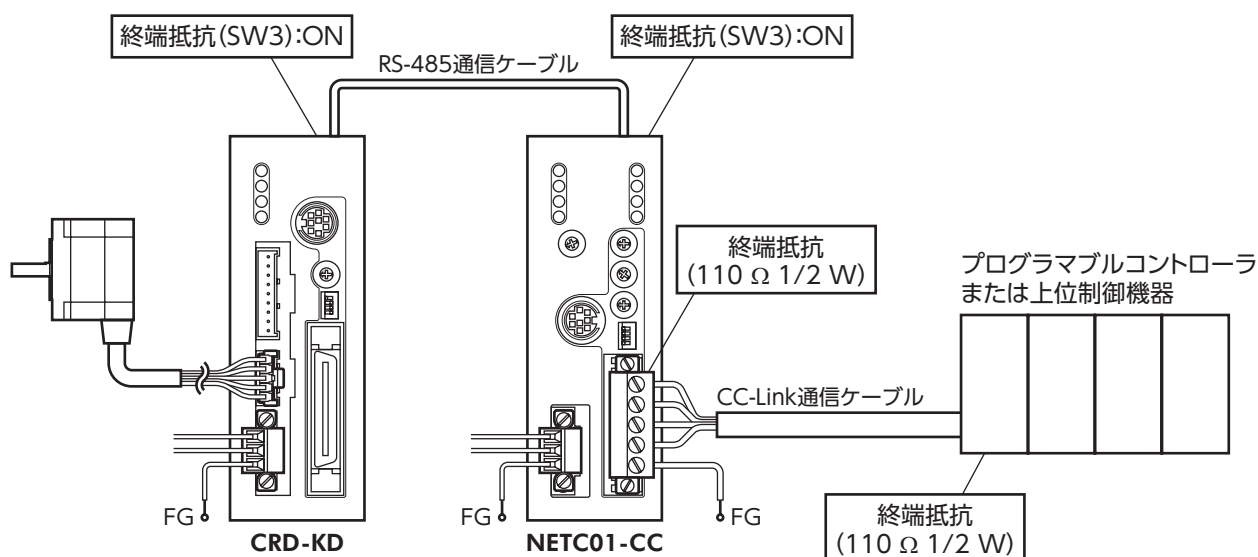 終端抵抗(SW3):ON
終端抵抗(SW3):ON
RS-485通信ケーブル
終端抵抗
(110 Ω 1/2 W)
プログラマブルコントローラ
または上位制御機器
CC-Link通信ケーブル
FG
FG
FG
CRD-KD
NETC01-CC
終端抵抗
(110 Ω 1/2 W)